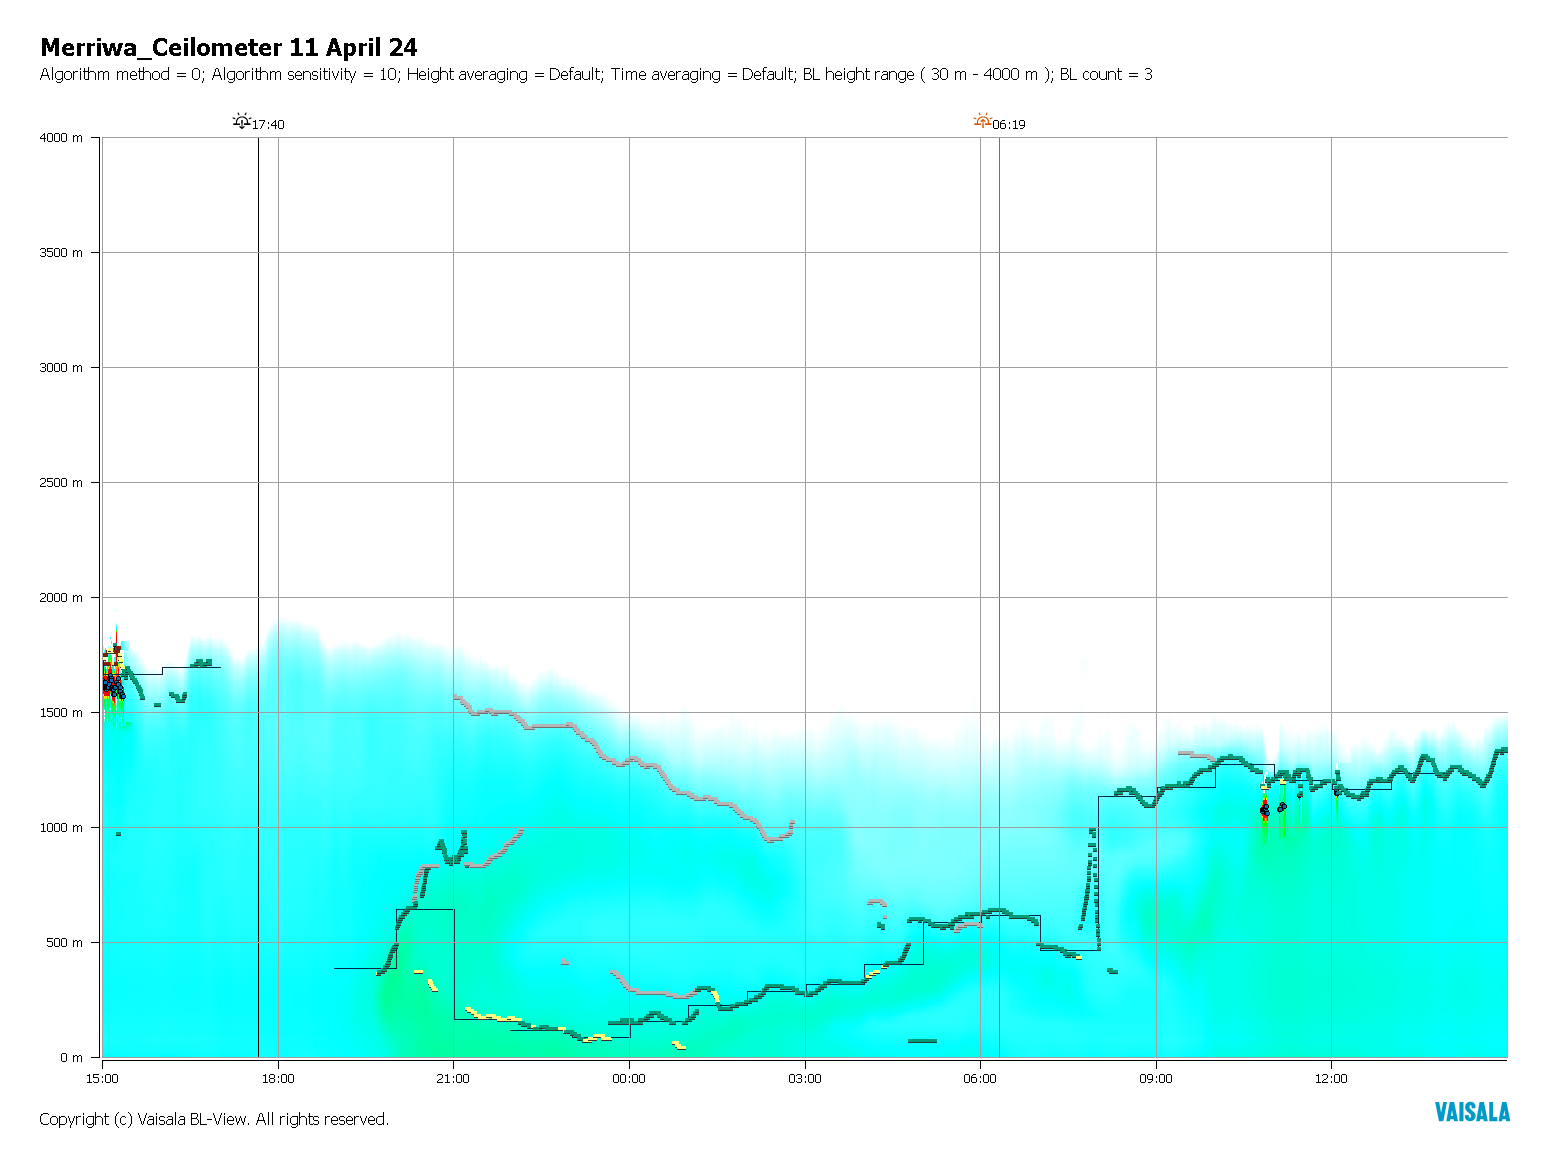 Merriwa_Ceilometer 11 April 24
Algorithm method = 0; Algorithm sensitivity = 10; Height averaging = Default; Time averaging = Default; BL height range ( 30 m - 4000 m ); BL count = 3
17:40
06:19
4000 m
3500 m
3000 m
2500 m
2000 m
1500 m
1000 m
500 m
0 m
15:00
18:00
21:00
00:00
03:00
06:00
09:00
12:00
Copyright (c) Vaisala BL-View. All rights reserved.
VAISALA